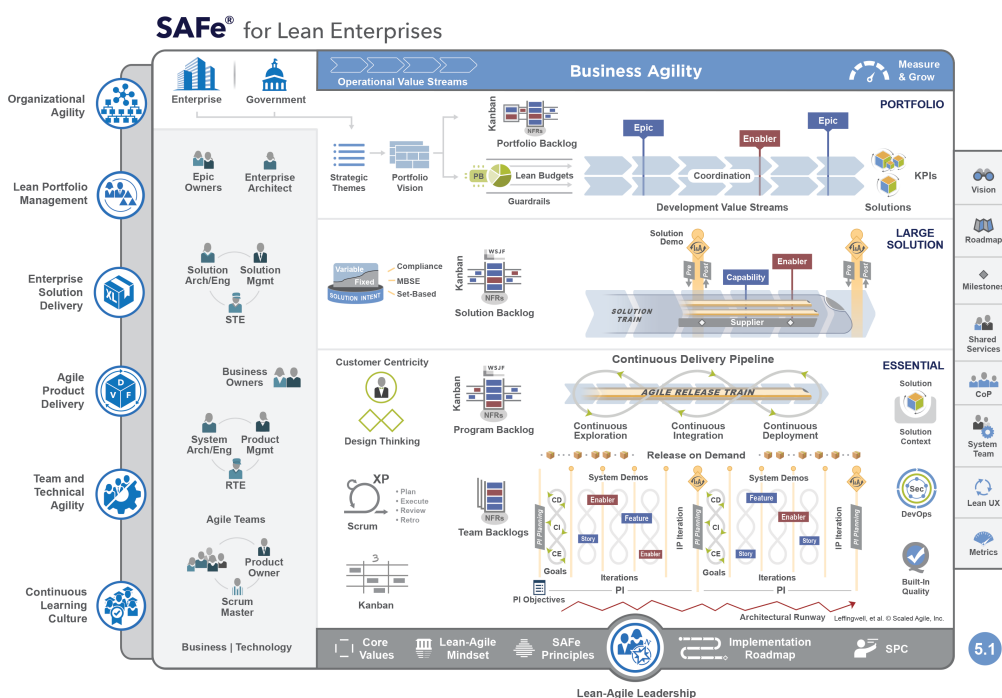 SAFe® for Lean Enterprises
Organizational
Agility
Lean Portfolio
Management
Enterprise
Solution
Delivery
Agile
Product
Delivery
Team and
Technical
Agility
Continuous
Learning
Culture
XL
D
V F
Enterprise
Government
Operational Value Streams
Business Agility
Measure
& Grow
Epic
Owners
Enterprise
Architect
Strategic
Themes
Portfolio
Vision
Kanban
NFRs
Portfolio Backlog
PB
Lean Budgets
Guardrails
Epic
Enabler
Epic
Coordination
Development Value Streams
PORTFOLIO
KPIs
Solutions
Solution
Arch/Eng
Solution
Mgmt
STE
Variable
Fixed
SOLUTION INTENT
Compliance
MBSE
Set-Based
WSJF
Kanban
NFRs
Solution Backlog
Solution
Demo
I&A
Pre
Post
Capability
Enabler
SOLUTION
TRAIN
Supplier
I&A
Pre
Post
LARGE
SOLUTION
Business
Owners
System
Arch/Eng
Product
Mgmt
RTE
Agile Teams
Product
Owner
Scrum
Master
Business | Technology
Customer Centricity
Design Thinking
XP
• Plan
• Execute
• Review
• Retro
Scrum
3
Kanban
WSJF
Kanban
NFRs
Program Backlog
NFRs
Team Backlogs
Continuous Delivery Pipeline
AGILE RELEASE TRAIN
Continuous
Exploration
Continuous
Integration
Continuous
Deployment
Release on Demand
System Demos
System Demos
PI Planning
CD
CI
CE
Goals
Enabler
Feature
Story
Enabler
Iterations
IP Iteration
I&A
PI Planning
CD
CI
CE
Goals
Feature
Enabler
Story
Story
Iterations
IP Iteration
I&A
PI Planning
PI
PI
PI Objectives
Architectural Runway
Leffingwell, et al. © Scaled Agile, Inc.
ESSENTIAL
Solution
Context
Sec
DevOps
Built-In
Quality
Vision
Roadmap
Milestones
Shared
Services
CoP
System
Team
Lean UX
Metrics
Core
Values
Lean-Agile
Mindset
SAFe
Principles
Implementation
Roadmap
SPC
Lean-Agile Leadership
5.1